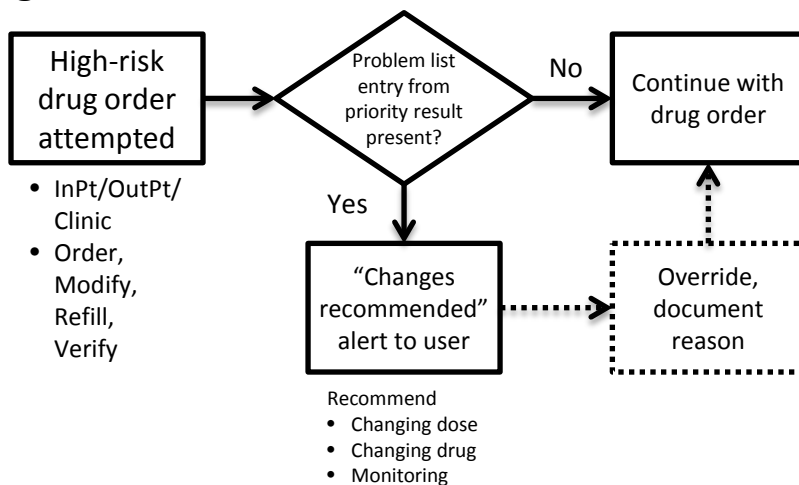 High-risk
drug order
attempted
• InPt/OutPt/
Clinic
• Order,
Modify,
Refill,
Verify
Problem list
entry from
priority result
present?
No
Continue with
drug order
Yes
“Changes
recommended”
alert to user
Override,
document
reason
Recommend
• Changing dose
• Changing drug
• Monitoring